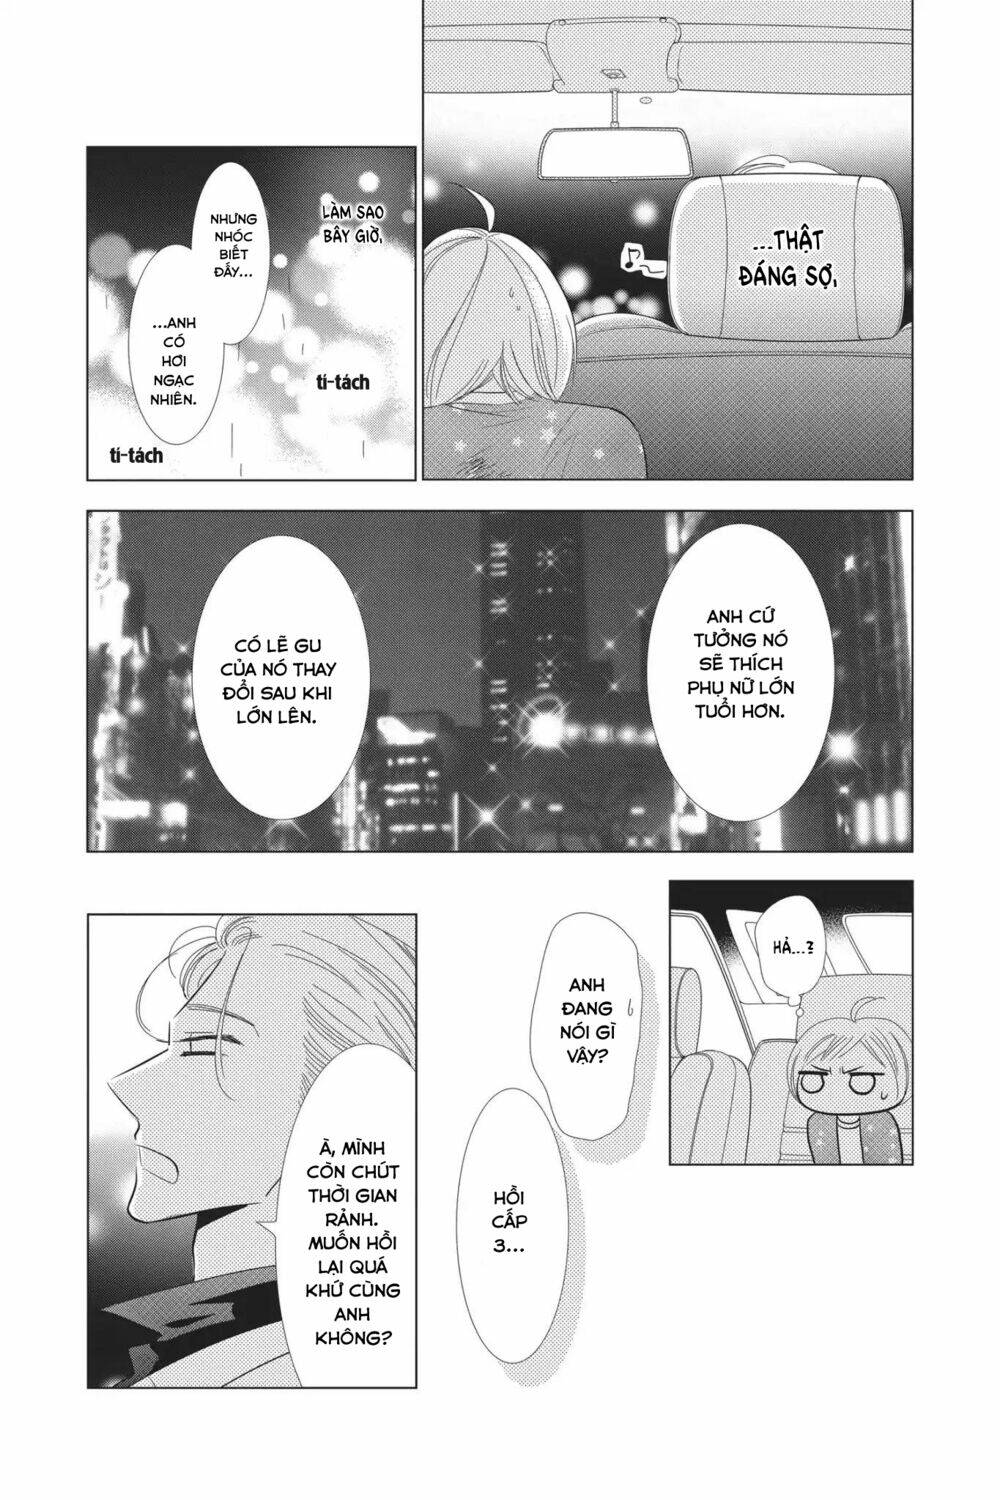 ...THẬT
ĐÁNG SỢ,
LÀM SAO
BÂY GIỜ,
NHƯNG
NHÓC
BIẾT
ĐẤY...
...ANH
CÓ
HƠI
NGẠC
NHIÊN.
tí-tách
tí-tách
ANH CỨ
TƯỞNG NÓ
SẼ THÍCH
PHỤ NỮ LỚN
TUỔI HƠN.
CÓ LẼ GU
CỦA NÓ THAY
ĐỔI SAU KHI
LỚN LÊN.
HẢ...?
ANH
ĐANG
NÓI GÌ
VẬY?
HỒI
CẤP
3...
À, MÌNH
CÒN CHÚT
THỜI GIAN
RẢNH.
MUỐN HỒI
LẠI QUÁ
KHỨ CÙNG
ANH
KHÔNG?